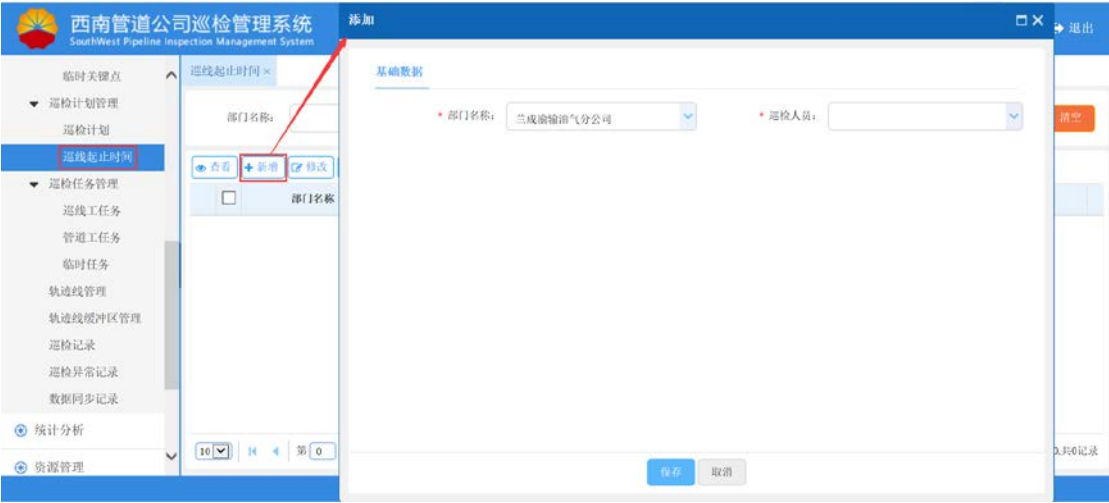 西南管道公司巡检管理系统
SouthWest Pipeline Inspection Management System
添加
退出
临时关键点
巡检计划管理
巡检计划
巡线起止时间
巡检任务管理
巡线工任务
管道工任务
临时任务
轨迹线管理
轨迹线缓冲区管理
巡检记录
巡检异常记录
数据同步记录
统计分析
资源管理
巡线起止时间 ×
部门名称:
清空
查看 新增 修改
部门名称
10 第 0
共0记录
基础数据
* 部门名称: 兰成渝输油气分公司 * 巡检人员:
保存 取消